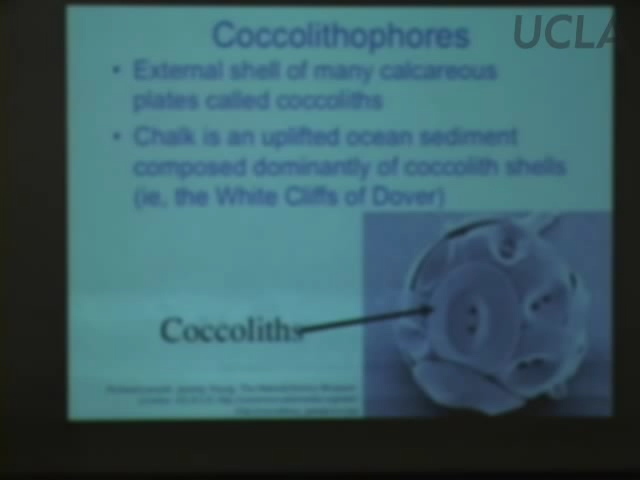 UCLA
Coccolithophores
• External shell of many calcareous
plates called coccoliths
• Chalk is an uplifted ocean sediment
composed dominantly of coccolith shells
(ie, the White Cliffs of Dover)
Coccoliths